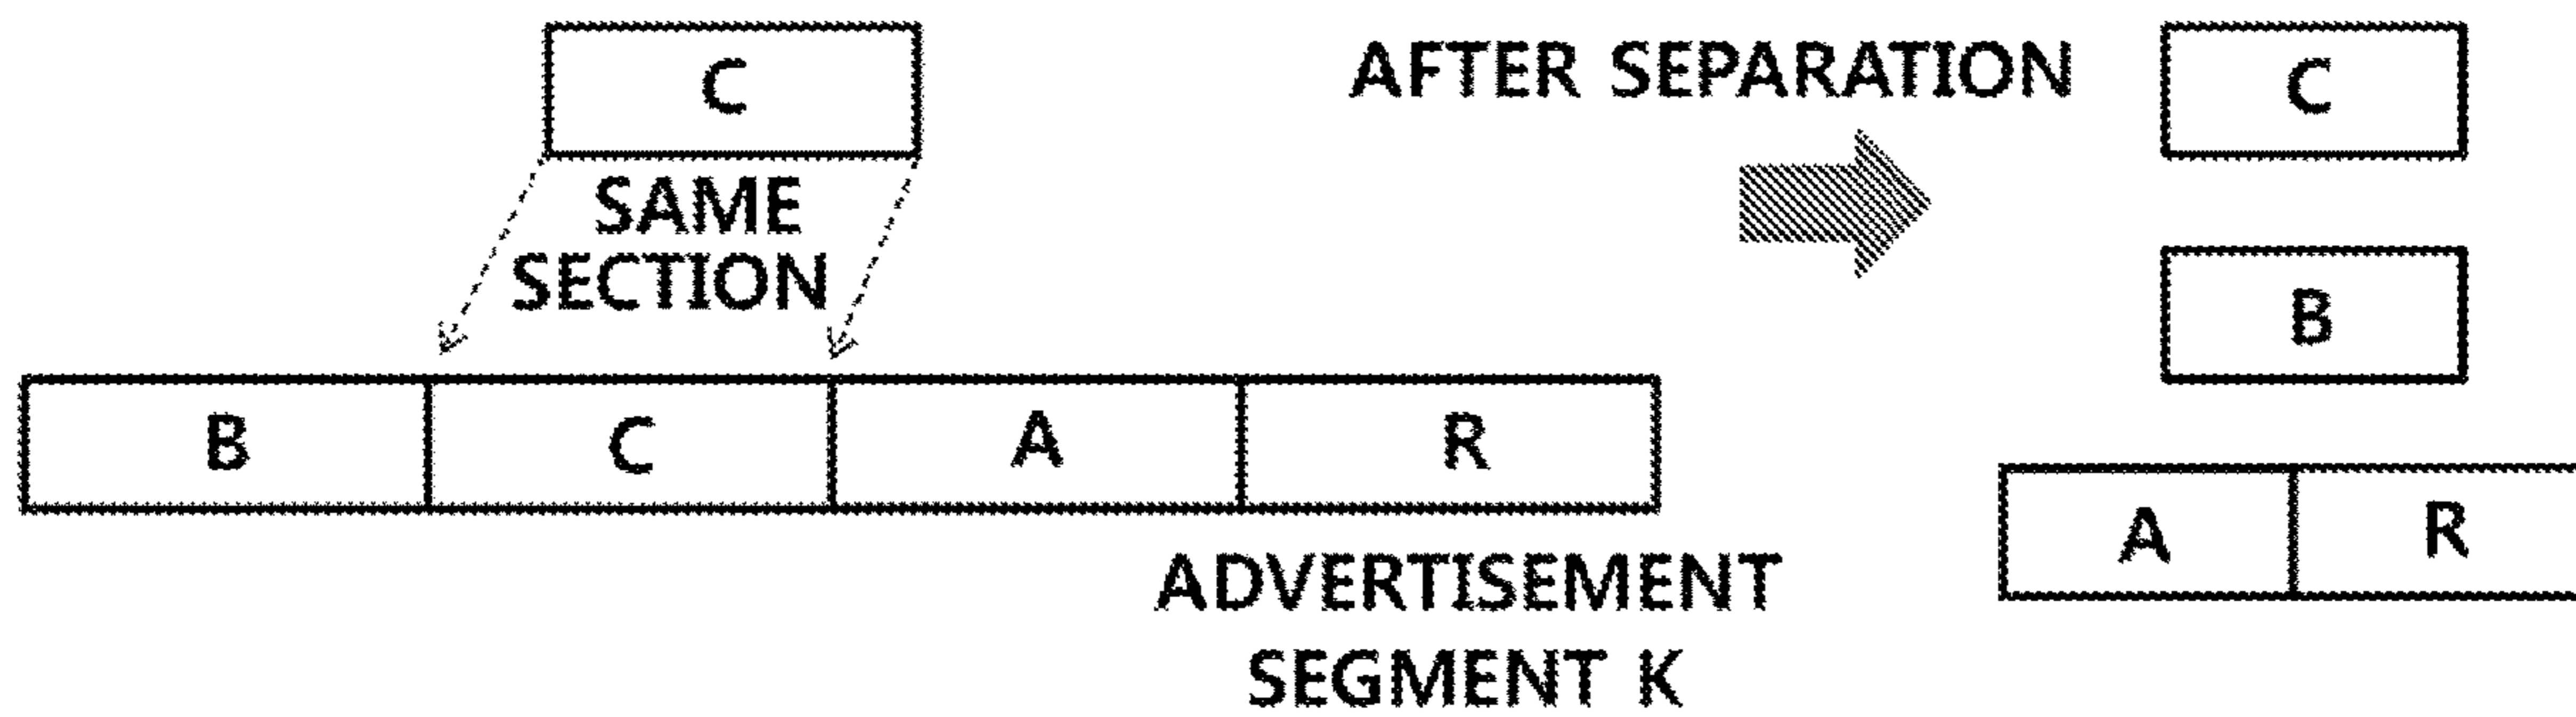 C
SAME
SECTION
B C A R
ADVERTISEMENT
SEGMENT K
AFTER SEPARATION
C
B
A R